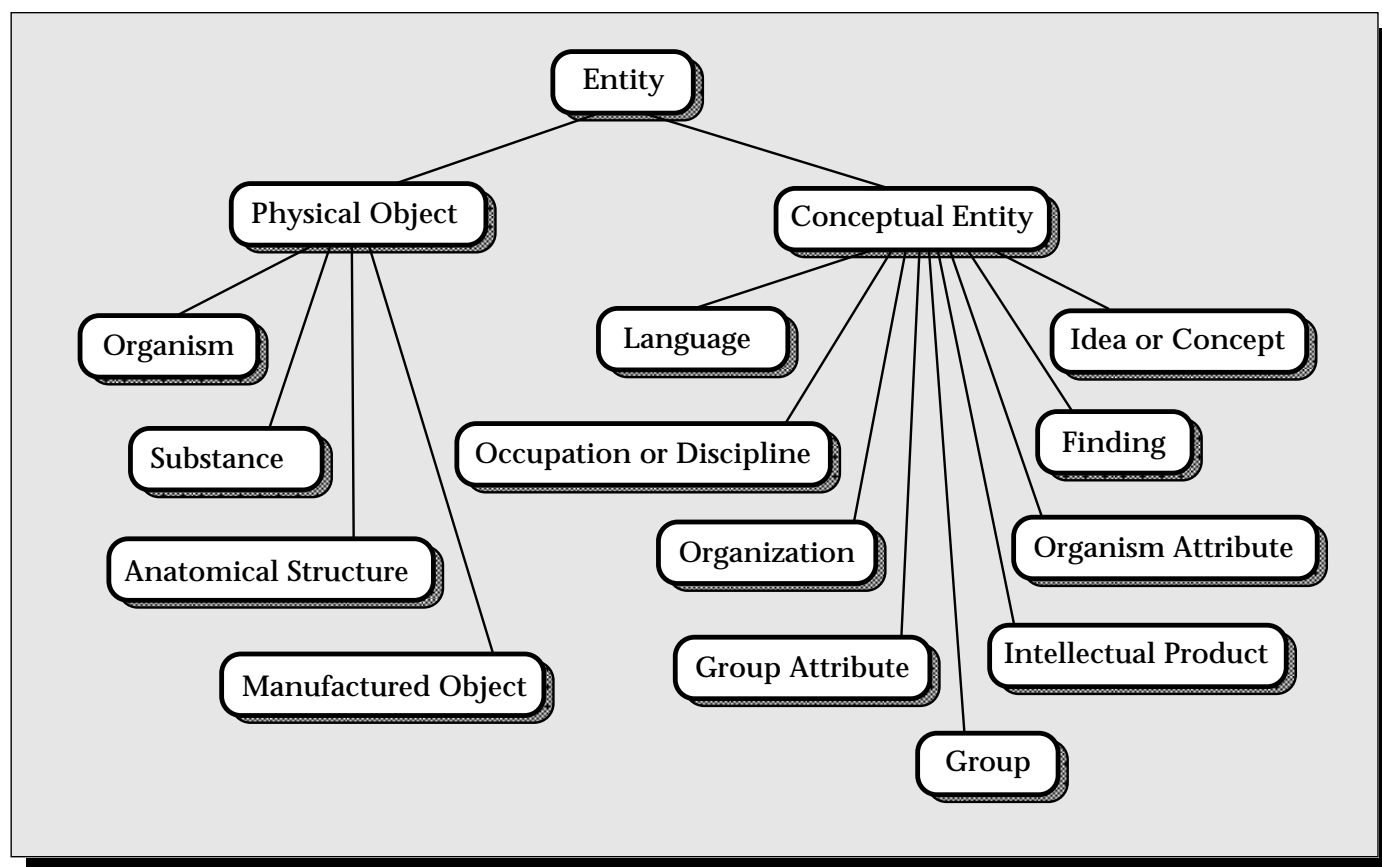 Entity
Physical Object
Conceptual Entity
Organism
Language
Idea or Concept
Substance
Occupation or Discipline
Finding
Anatomical Structure
Organization
Organism Attribute
Manufactured Object
Group Attribute
Intellectual Product
Group